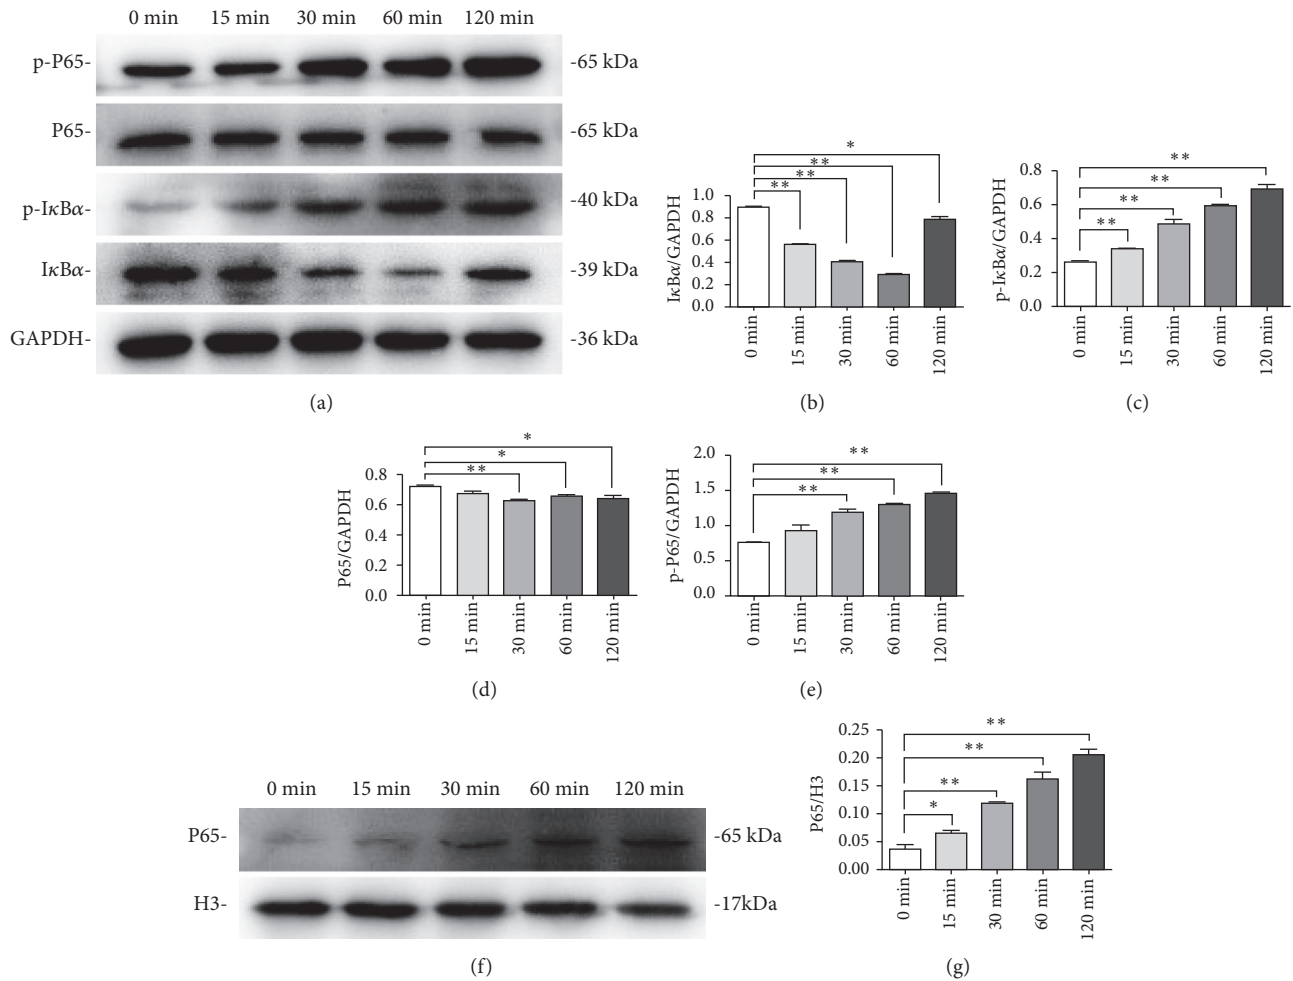 0 min 15 min 30 min 60 min 120 min
p-P65- -65 kDa
P65- -65 kDa
p-IκBα- -40 kDa
IκBα- -39 kDa
GAPDH- -36 kDa
(a)
IκBα/GAPDH
1.0
0.8
0.6
0.4
0.2
0.0
*
**
**
**
0 min
15 min
30 min
60 min
120 min
(b)
p-IκBα/GAPDH
0.8
0.6
0.4
0.2
0.0
**
**
**
**
0 min
15 min
30 min
60 min
120 min
(c)
P65/GAPDH
0.8
0.6
0.4
0.2
0.0
*
*
**
0 min
15 min
30 min
60 min
120 min
(d)
p-P65/GAPDH
2.0
1.5
1.0
0.5
0.0
**
**
**
0 min
15 min
30 min
60 min
120 min
(e)
0 min 15 min 30 min 60 min 120 min
P65- -65 kDa
H3- -17kDa
(f)
P65/H3
0.25
0.20
0.15
0.10
0.05
0.00
**
**
**
*
0 min
15 min
30 min
60 min
120 min
(g)